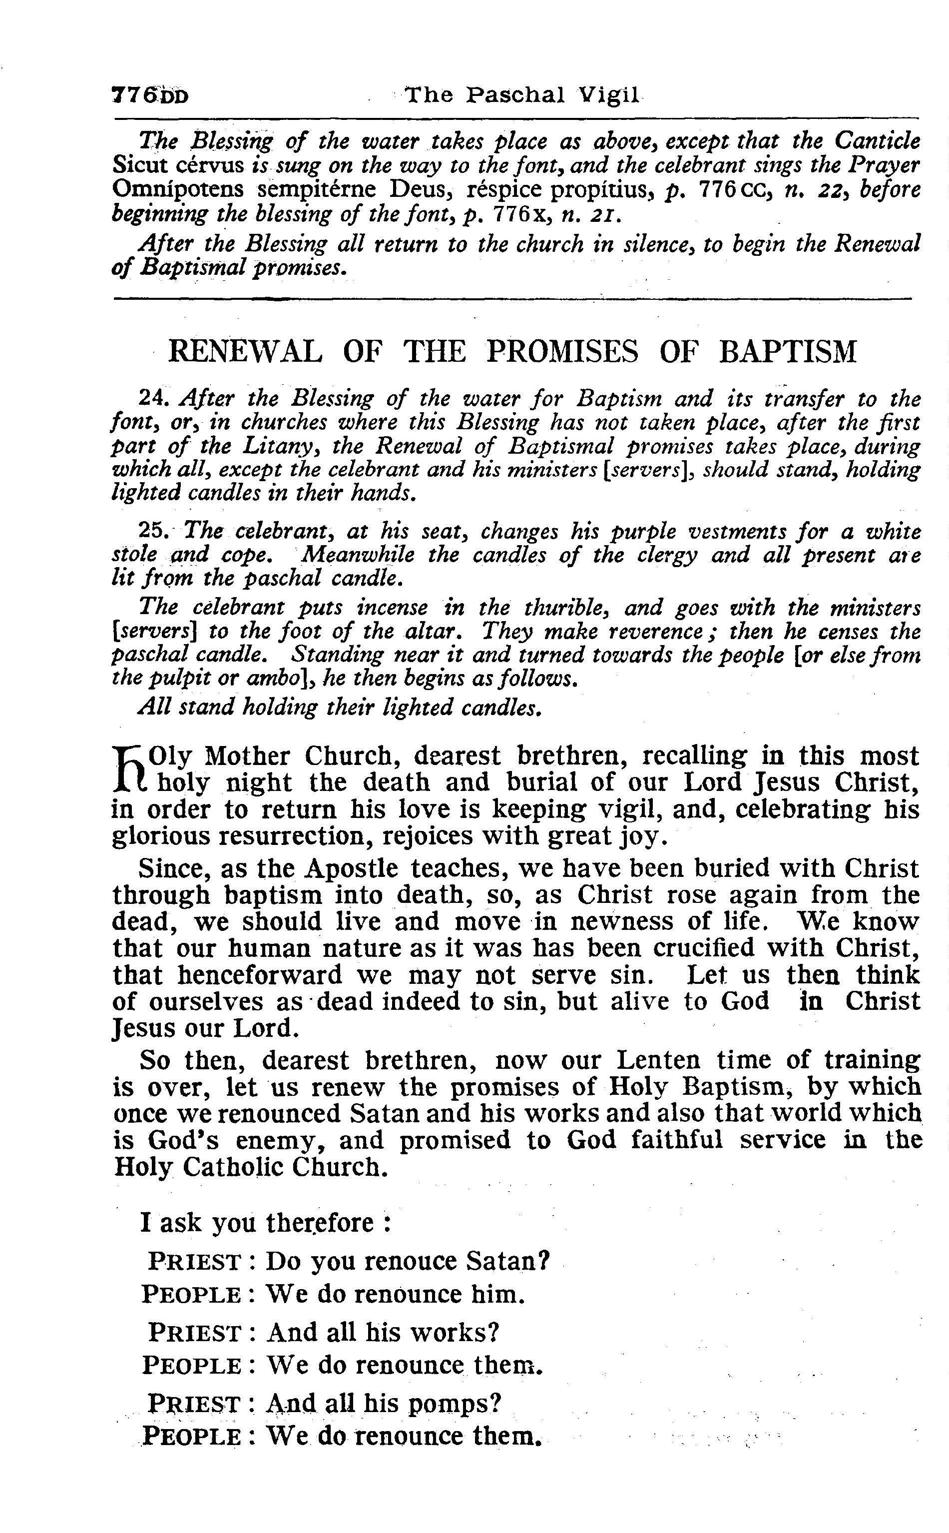 776DD The Paschal Vigil
The Blessing of the water takes place as above, except that the Canticle
Sicut cérvus is sung on the way to the font, and the celebrant sings the Prayer
Omnípotens sempitérne Deus, réspice propítius, p. 776CC, n. 22, before
beginning the blessing of the font, p. 776X, n. 21.
After the Blessing all return to the church in silence, to begin the Renewal
of Baptismal promises.
RENEWAL OF THE PROMISES OF BAPTISM
24. After the Blessing of the water for Baptism and its transfer to the
font, or, in churches where this Blessing has not taken place, after the first
part of the Litany, the Renewal of Baptismal promises takes place, during
which all, except the celebrant and his ministers [servers], should stand, holding
lighted candles in their hands.
25. The celebrant, at his seat, changes his purple vestments for a white
stole and cope. Meanwhile the candles of the clergy and all present are
lit from the paschal candle.
The celebrant puts incense in the thurible, and goes with the ministers
[servers] to the foot of the altar. They make reverence; then he censes the
paschal candle. Standing near it and turned towards the people [or else from
the pulpit or ambo], he then begins as follows.
All stand holding their lighted candles.
HOly Mother Church, dearest brethren, recalling in this most
holy night the death and burial of our Lord Jesus Christ,
in order to return his love is keeping vigil, and, celebrating his
glorious resurrection, rejoices with great joy.
Since, as the Apostle teaches, we have been buried with Christ
through baptism into death, so, as Christ rose again from the
dead, we should live and move in newness of life. We know
that our human nature as it was has been crucified with Christ,
that henceforward we may not serve sin. Let us then think
of ourselves as dead indeed to sin, but alive to God in Christ
Jesus our Lord.
So then, dearest brethren, now our Lenten time of training
is over, let us renew the promises of Holy Baptism, by which
once we renounced Satan and his works and also that world which
is God's enemy, and promised to God faithful service in the
Holy Catholic Church.
I ask you therefore :
PRIEST : Do you renouce Satan?
PEOPLE : We do renounce him.
PRIEST : And all his works?
PEOPLE : We do renounce them.
PRIEST : And all his pomps?
PEOPLE : We do renounce them.